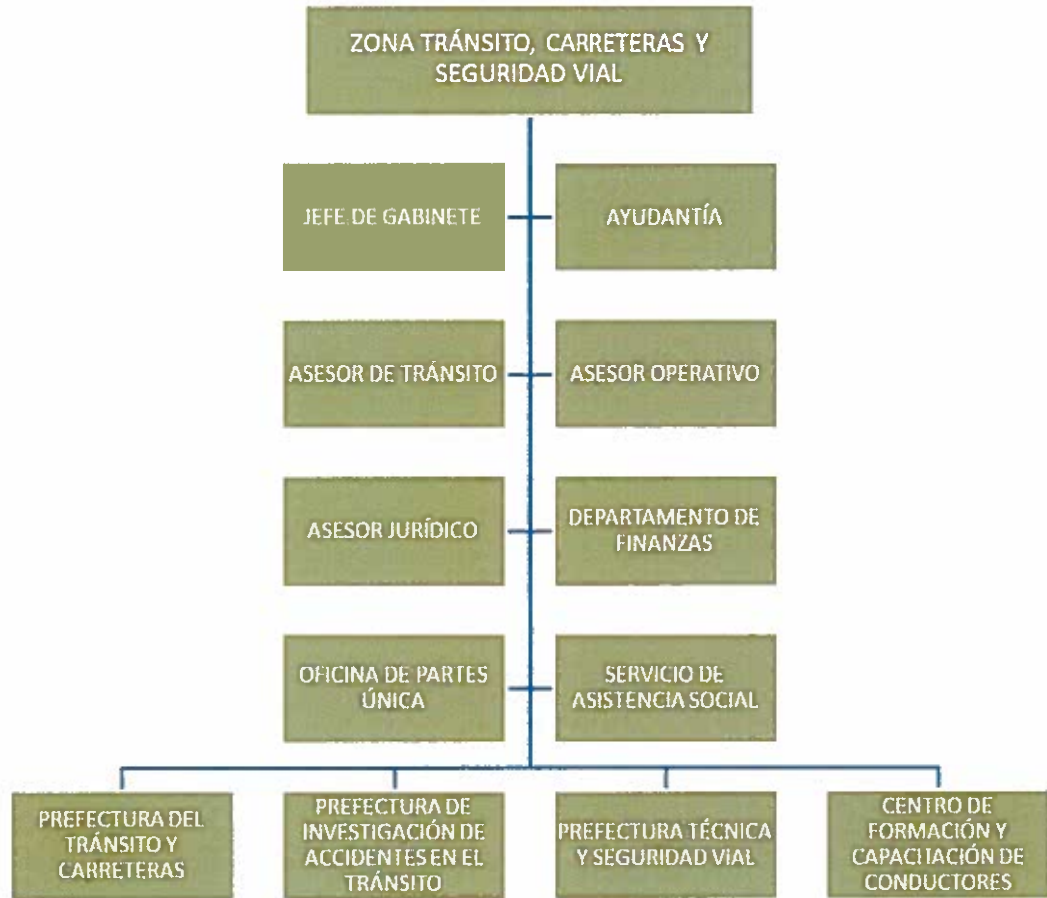 ZONA TRÁNSITO, CARRETERAS Y
SEGURIDAD VIAL
JEFE DE GABINETE
AYUDANTÍA
ASESOR DE TRÁNSITO
ASESOR OPERATIVO
ASESOR JURÍDICO
DEPARTAMENTO DE
FINANZAS
OFICINA DE PARTES
ÚNICA
SERVICIO DE
ASISTENCIA SOCIAL
PREFECTURA DEL
TRÁNSITO Y
CARRETERAS
PREFECTURA DE
INVESTIGACIÓN DE
ACCIDENTES EN EL
TRÁNSITO
PREFECTURA TÉCNICA
Y SEGURIDAD VIAL
CENTRO DE
FORMACIÓN Y
CAPACITACIÓN DE
CONDUCTORES